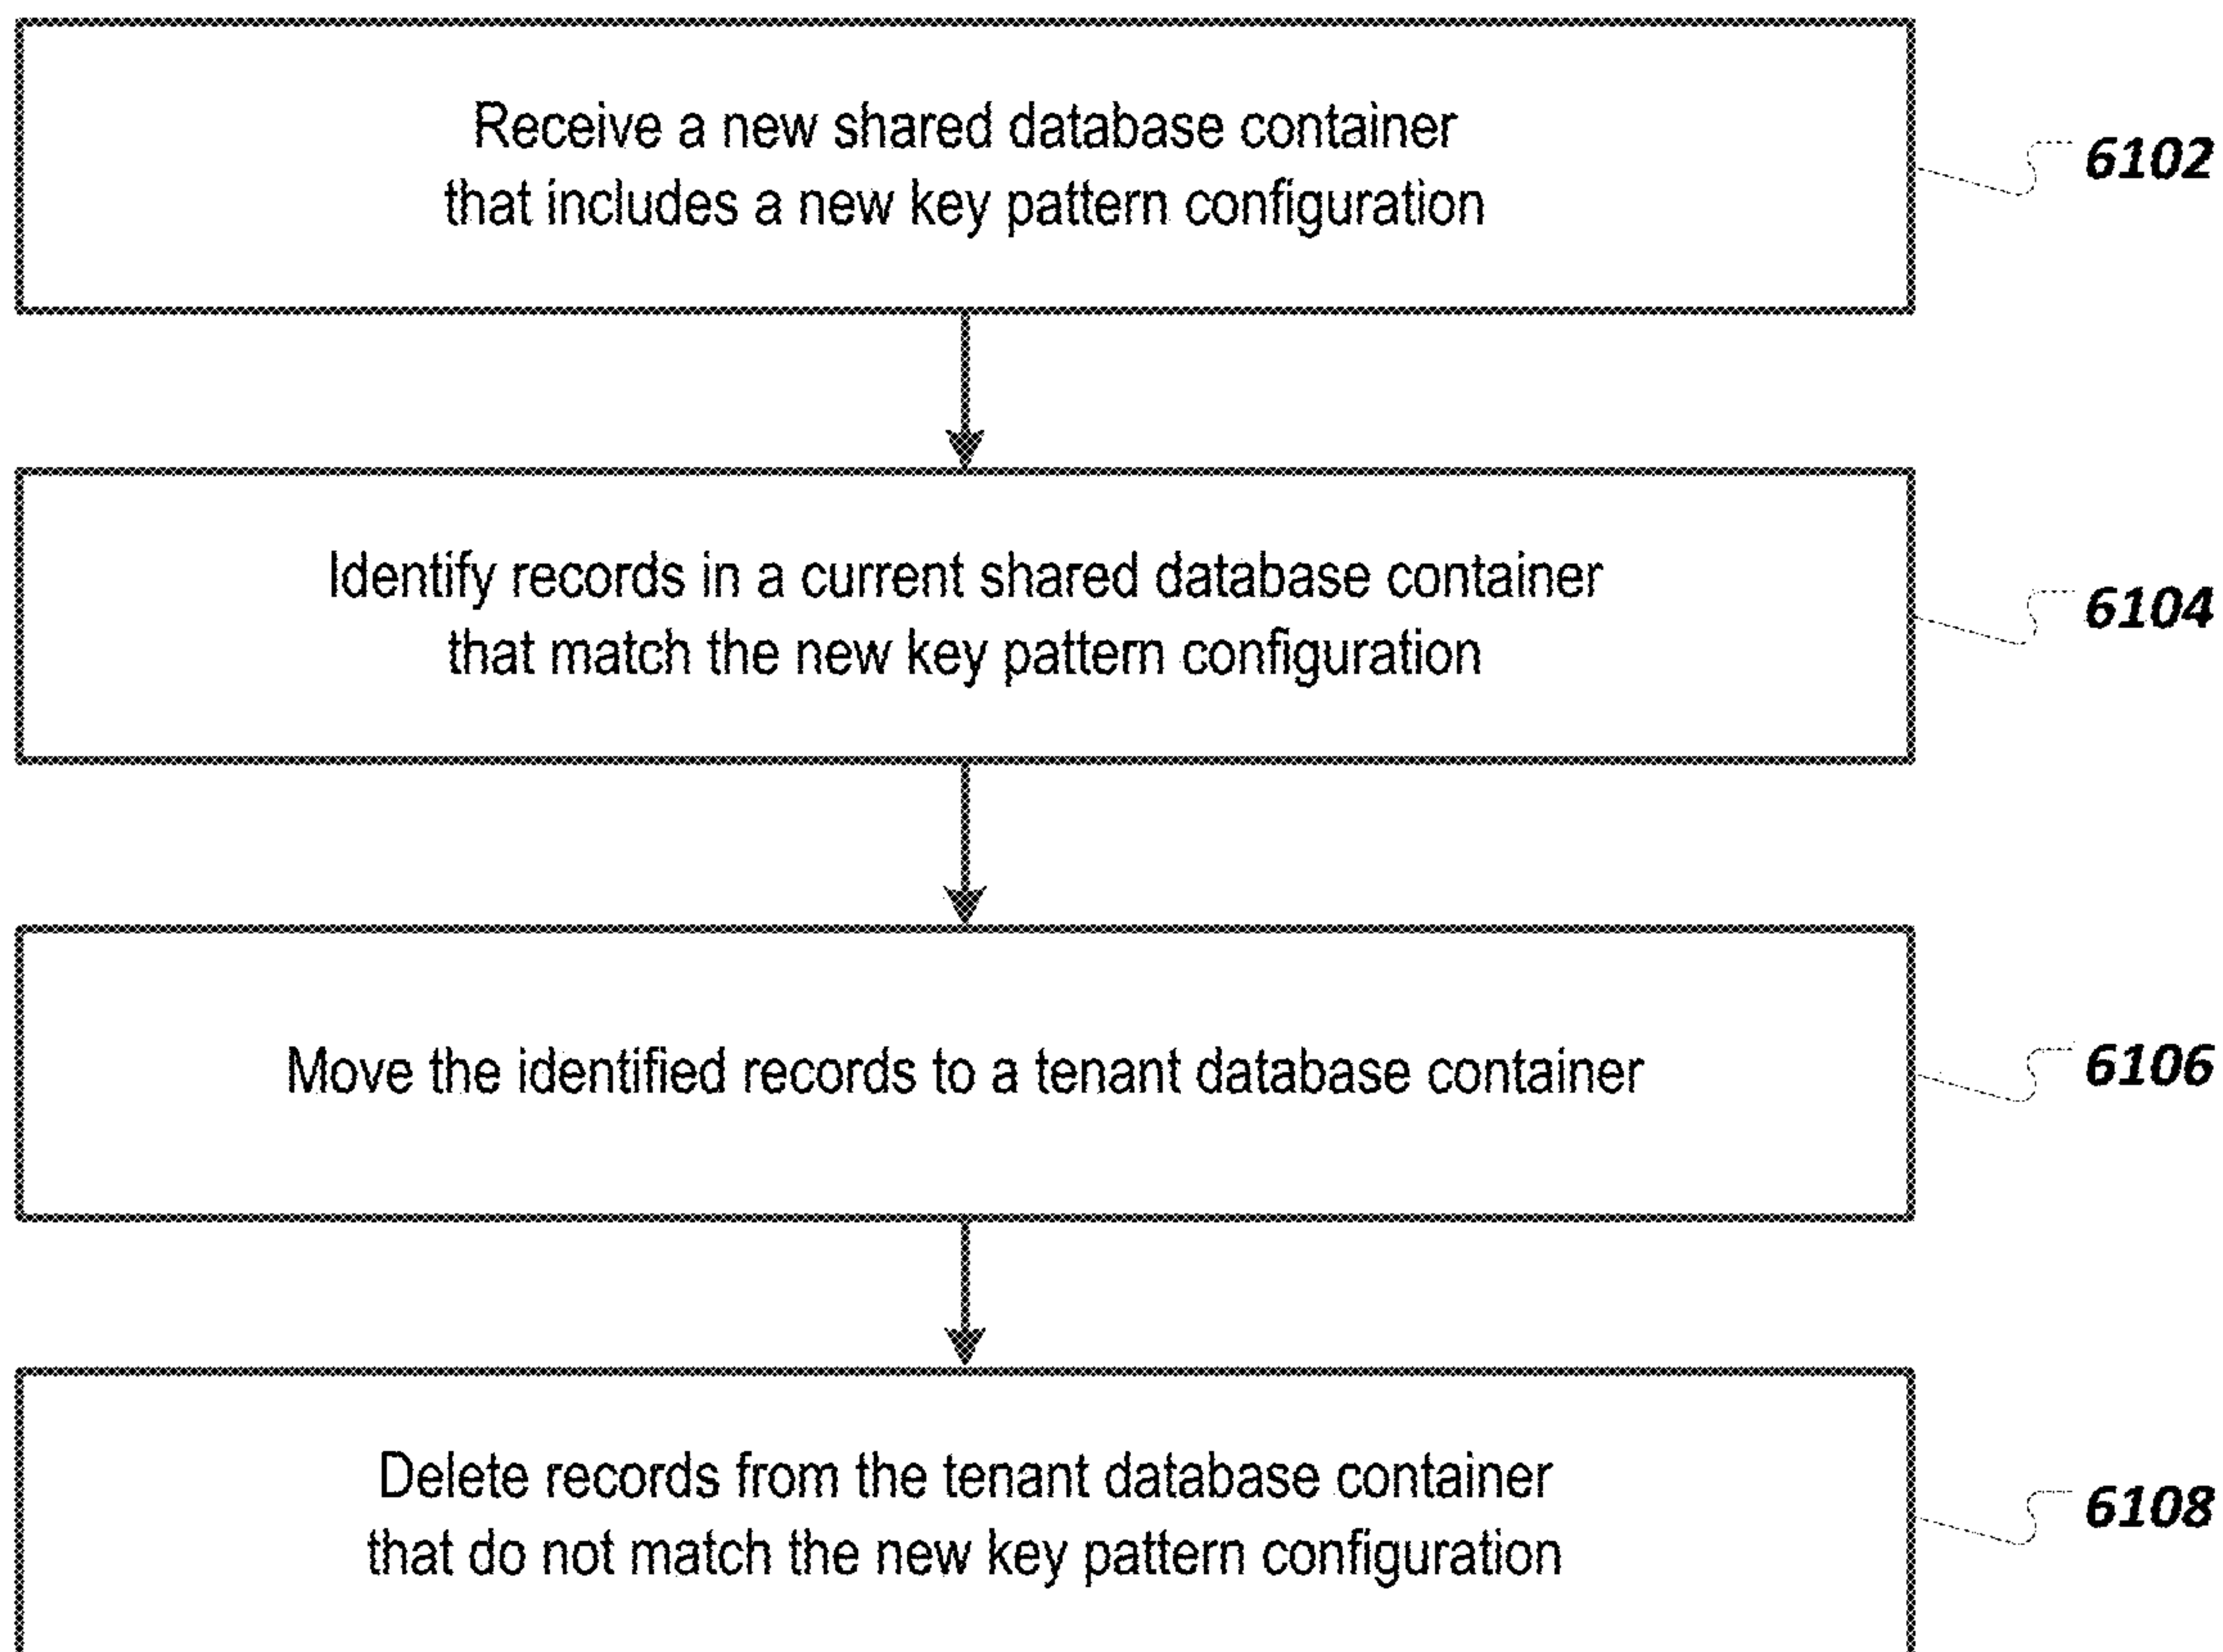 Receive a new shared database container
that includes a new key pattern configuration
6102
Identify records in a current shared database container
that match the new key pattern configuration
6104
Move the identified records to a tenant database container
6106
Delete records from the tenant database container
that do not match the new key pattern configuration
6108